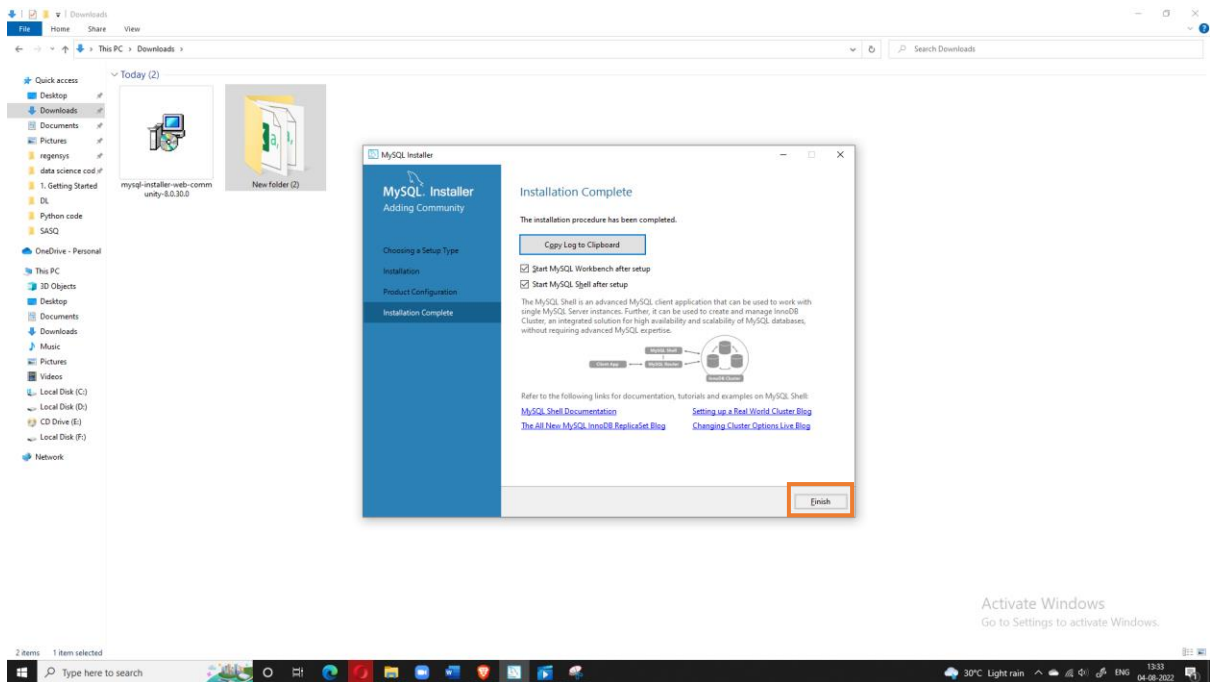 Downloads
File Home Share View
This PC > Downloads >
Search Downloads
Quick access
Desktop
Downloads
Documents
Pictures
regensys
data science cod
1. Getting Started
DL
Python code
SASQ
OneDrive - Personal
This PC
3D Objects
Desktop
Documents
Downloads
Music
Pictures
Videos
Local Disk (C:)
Local Disk (D:)
CD Drive (E:)
Local Disk (F:)
Network
Today (2)
mysql-installer-web-comm
unity-8.0.30.0
New folder (2)
MySQL Installer
MySQL. Installer
Adding Community
Choosing a Setup Type
Installation
Product Configuration
Installation Complete
Installation Complete
The installation procedure has been completed.
Copy Log to Clipboard
Start MySQL Workbench after setup
Start MySQL Shell after setup
The MySQL Shell is an advanced MySQL client application that can be used to work with
single MySQL Server instances. Further, it can be used to create and manage InnoDB
Cluster, an integrated solution for high availability and scalability of MySQL databases,
without requiring advanced MySQL expertise.
MySQL Shell
Client App
MySQL Router
InnoDB Cluster
Refer to the following links for documentation, tutorials and examples on MySQL Shell:
MySQL Shell Documentation Setting up a Real World Cluster Blog
The All New MySQL InnoDB ReplicaSet Blog Changing Cluster Options Live Blog
Finish
Activate Windows
Go to Settings to activate Windows.
2 items 1 item selected
Type here to search
30°C Light rain
ENG
13:33
04-08-2022